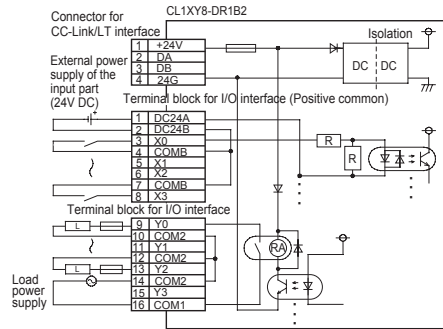 CL1XY8-DR1B2
Connector for
CC-Link/LT interface
1 +24V
2 DA
3 DB
4 24G
Isolation
DC DC
External power
supply of the
input part
(24V DC)
Terminal block for I/O interface (Positive common)
1 DC24A
2 DC24B
3 X0
4 COMB
5 X1
6 X2
7 COMB
8 X3
R
R
Terminal block for I/O interface
9 Y0
10 COM2
11 Y1
12 COM2
13 Y2
14 COM2
15 Y3
16 COM1
L
L
RA
Load
power
supply